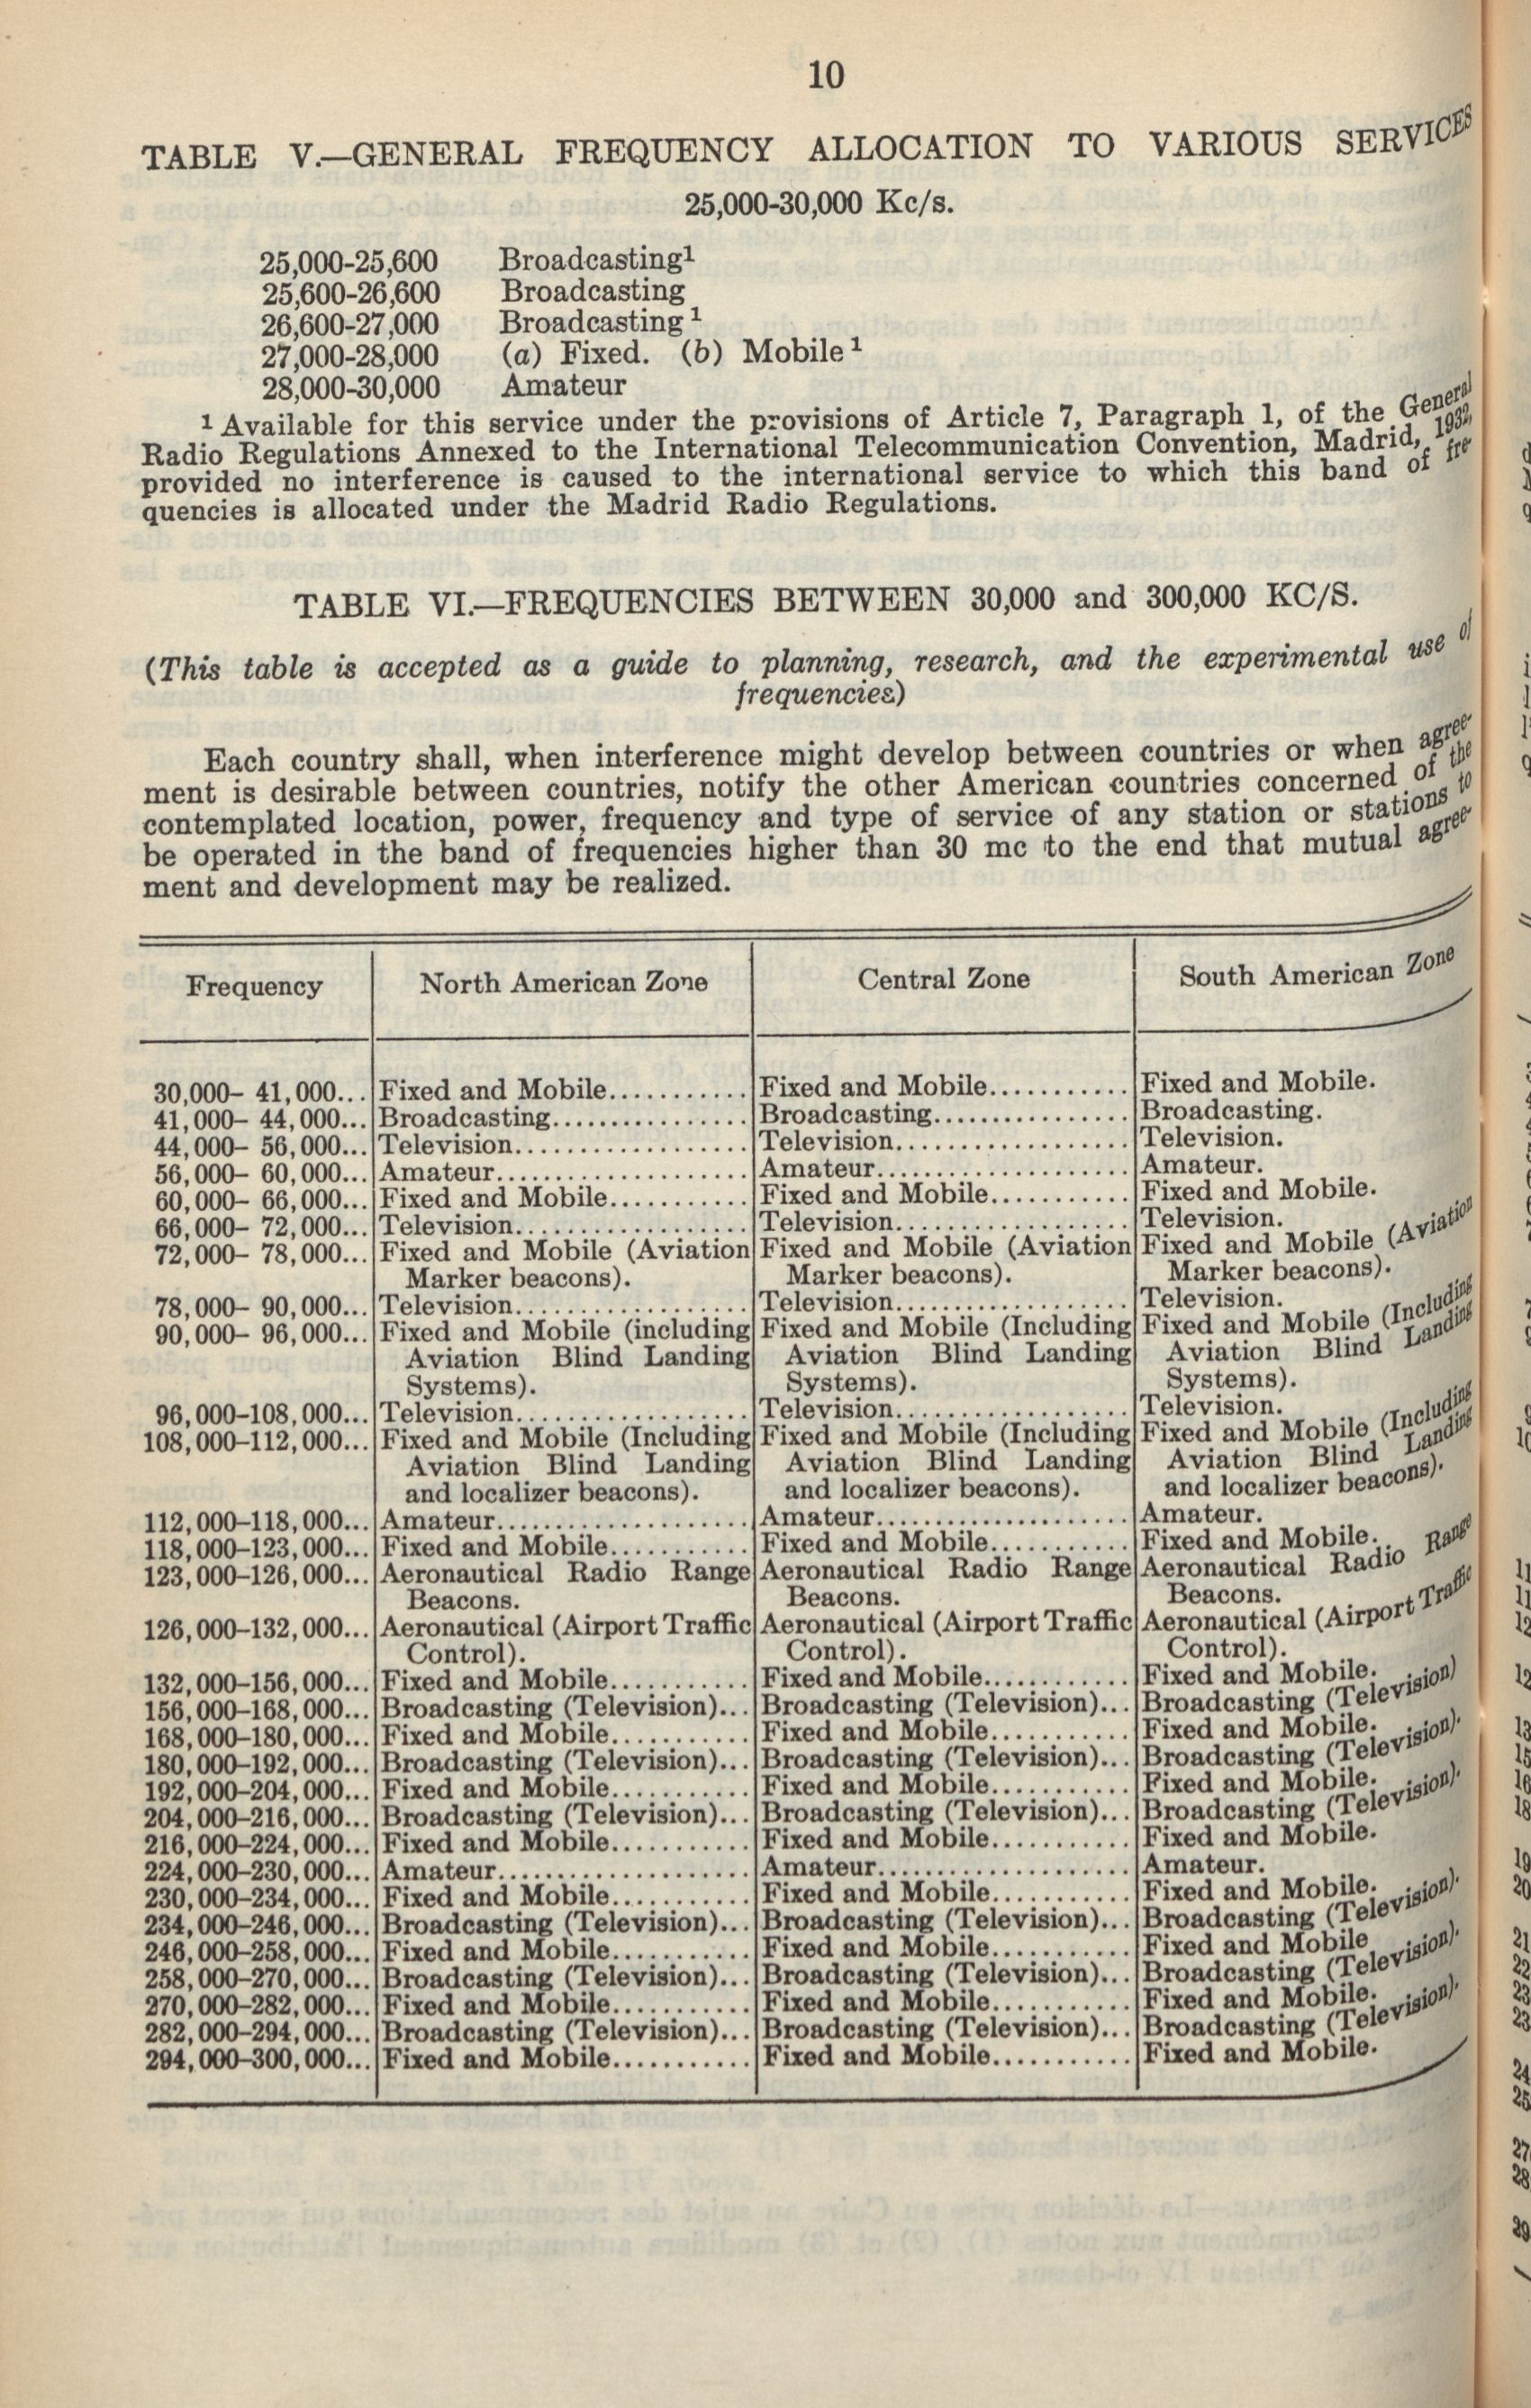 10
TABLE V.—GENERAL FREQUENCY ALLOCATION TO VARIOUS SERVICES
25,000-30,000 Kc/s.
25,000-25,600 Broadcasting¹
25,600-26,600 Broadcasting
26,600-27,000 Broadcasting¹
27,000-28,000 (a) Fixed. (b) Mobile¹
28,000-30,000 Amateur
¹ Available for this service under the provisions of Article 7, Paragraph 1, of the General
Radio Regulations Annexed to the International Telecommunication Convention, Madrid, 1932,
provided no interference is caused to the international service to which this band of fre-
quencies is allocated under the Madrid Radio Regulations.
TABLE VI.—FREQUENCIES BETWEEN 30,000 and 300,000 KC/S.
(This table is accepted as a guide to planning, research, and the experimental use of
frequencies)
Each country shall, when interference might develop between countries or when agree-
ment is desirable between countries, notify the other American countries concerned of the
contemplated location, power, frequency and type of service of any station or stations to
be operated in the band of frequencies higher than 30 mc to the end that mutual agree-
ment and development may be realized.
Frequency North American Zone Central Zone South American Zone
30,000– 41,000... Fixed and Mobile........... Fixed and Mobile........... Fixed and Mobile.
41,000– 44,000... Broadcasting................ Broadcasting................ Broadcasting.
44,000– 56,000... Television................... Television................... Television.
56,000– 60,000... Amateur..................... Amateur..................... Amateur.
60,000– 66,000... Fixed and Mobile........... Fixed and Mobile........... Fixed and Mobile.
66,000– 72,000... Television................... Television................... Television.
72,000– 78,000... Fixed and Mobile (Aviation Fixed and Mobile (Aviation Fixed and Mobile (Aviation
Marker beacons). Marker beacons). Marker beacons).
78,000– 90,000... Television................... Television................... Television.
90,000– 96,000... Fixed and Mobile (including Fixed and Mobile (Including Fixed and Mobile (Including
Aviation Blind Landing Aviation Blind Landing Aviation Blind Landing
Systems). Systems). Systems).
96,000–108,000... Television................... Television................... Television.
108,000–112,000... Fixed and Mobile (Including Fixed and Mobile (Including Fixed and Mobile (Including
Aviation Blind Landing Aviation Blind Landing Aviation Blind Landing
and localizer beacons). and localizer beacons). and localizer beacons).
112,000–118,000... Amateur..................... Amateur..................... Amateur.
118,000–123,000... Fixed and Mobile........... Fixed and Mobile........... Fixed and Mobile.
123,000–126,000... Aeronautical Radio Range Aeronautical Radio Range Aeronautical Radio Range
Beacons. Beacons. Beacons.
126,000–132,000... Aeronautical (Airport Traffic Aeronautical (Airport Traffic Aeronautical (Airport Traffic
Control). Control). Control).
132,000–156,000... Fixed and Mobile........... Fixed and Mobile........... Fixed and Mobile.
156,000–168,000... Broadcasting (Television)... Broadcasting (Television)... Broadcasting (Television)
168,000–180,000... Fixed and Mobile........... Fixed and Mobile........... Fixed and Mobile.
180,000–192,000... Broadcasting (Television)... Broadcasting (Television)... Broadcasting (Television).
192,000–204,000... Fixed and Mobile........... Fixed and Mobile........... Fixed and Mobile.
204,000–216,000... Broadcasting (Television)... Broadcasting (Television)... Broadcasting (Television).
216,000–224,000... Fixed and Mobile........... Fixed and Mobile........... Fixed and Mobile.
224,000–230,000... Amateur..................... Amateur..................... Amateur.
230,000–234,000... Fixed and Mobile........... Fixed and Mobile........... Fixed and Mobile.
234,000–246,000... Broadcasting (Television)... Broadcasting (Television)... Broadcasting (Television).
246,000–258,000... Fixed and Mobile........... Fixed and Mobile........... Fixed and Mobile
258,000–270,000... Broadcasting (Television)... Broadcasting (Television)... Broadcasting (Television).
270,000–282,000... Fixed and Mobile........... Fixed and Mobile........... Fixed and Mobile.
282,000–294,000... Broadcasting (Television)... Broadcasting (Television)... Broadcasting (Television).
294,000–300,000... Fixed and Mobile........... Fixed and Mobile........... Fixed and Mobile.